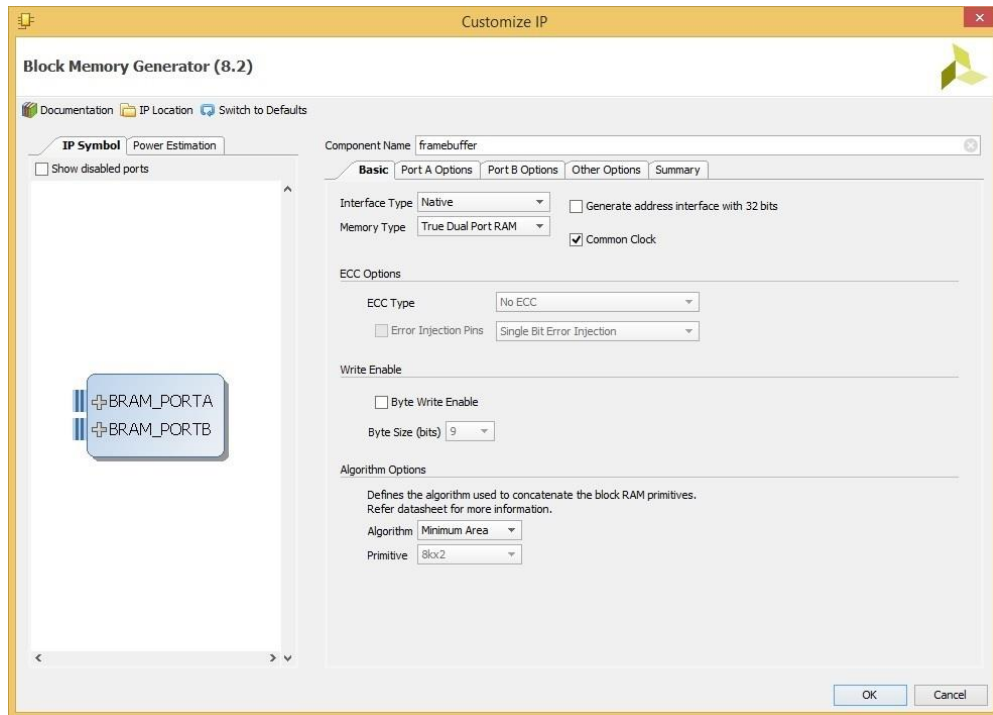 Customize IP
Block Memory Generator (8.2)
Documentation IP Location Switch to Defaults
IP Symbol Power Estimation
Show disabled ports
BRAM_PORTA
BRAM_PORTB
Component Name framebuffer
Basic Port A Options Port B Options Other Options Summary
Interface Type Native Generate address interface with 32 bits
Memory Type True Dual Port RAM
Common Clock
ECC Options
ECC Type No ECC
Error Injection Pins Single Bit Error Injection
Write Enable
Byte Write Enable
Byte Size (bits) 9
Algorithm Options
Defines the algorithm used to concatenate the block RAM primitives.
Refer datasheet for more information.
Algorithm Minimum Area
Primitive 8kx2
OK Cancel